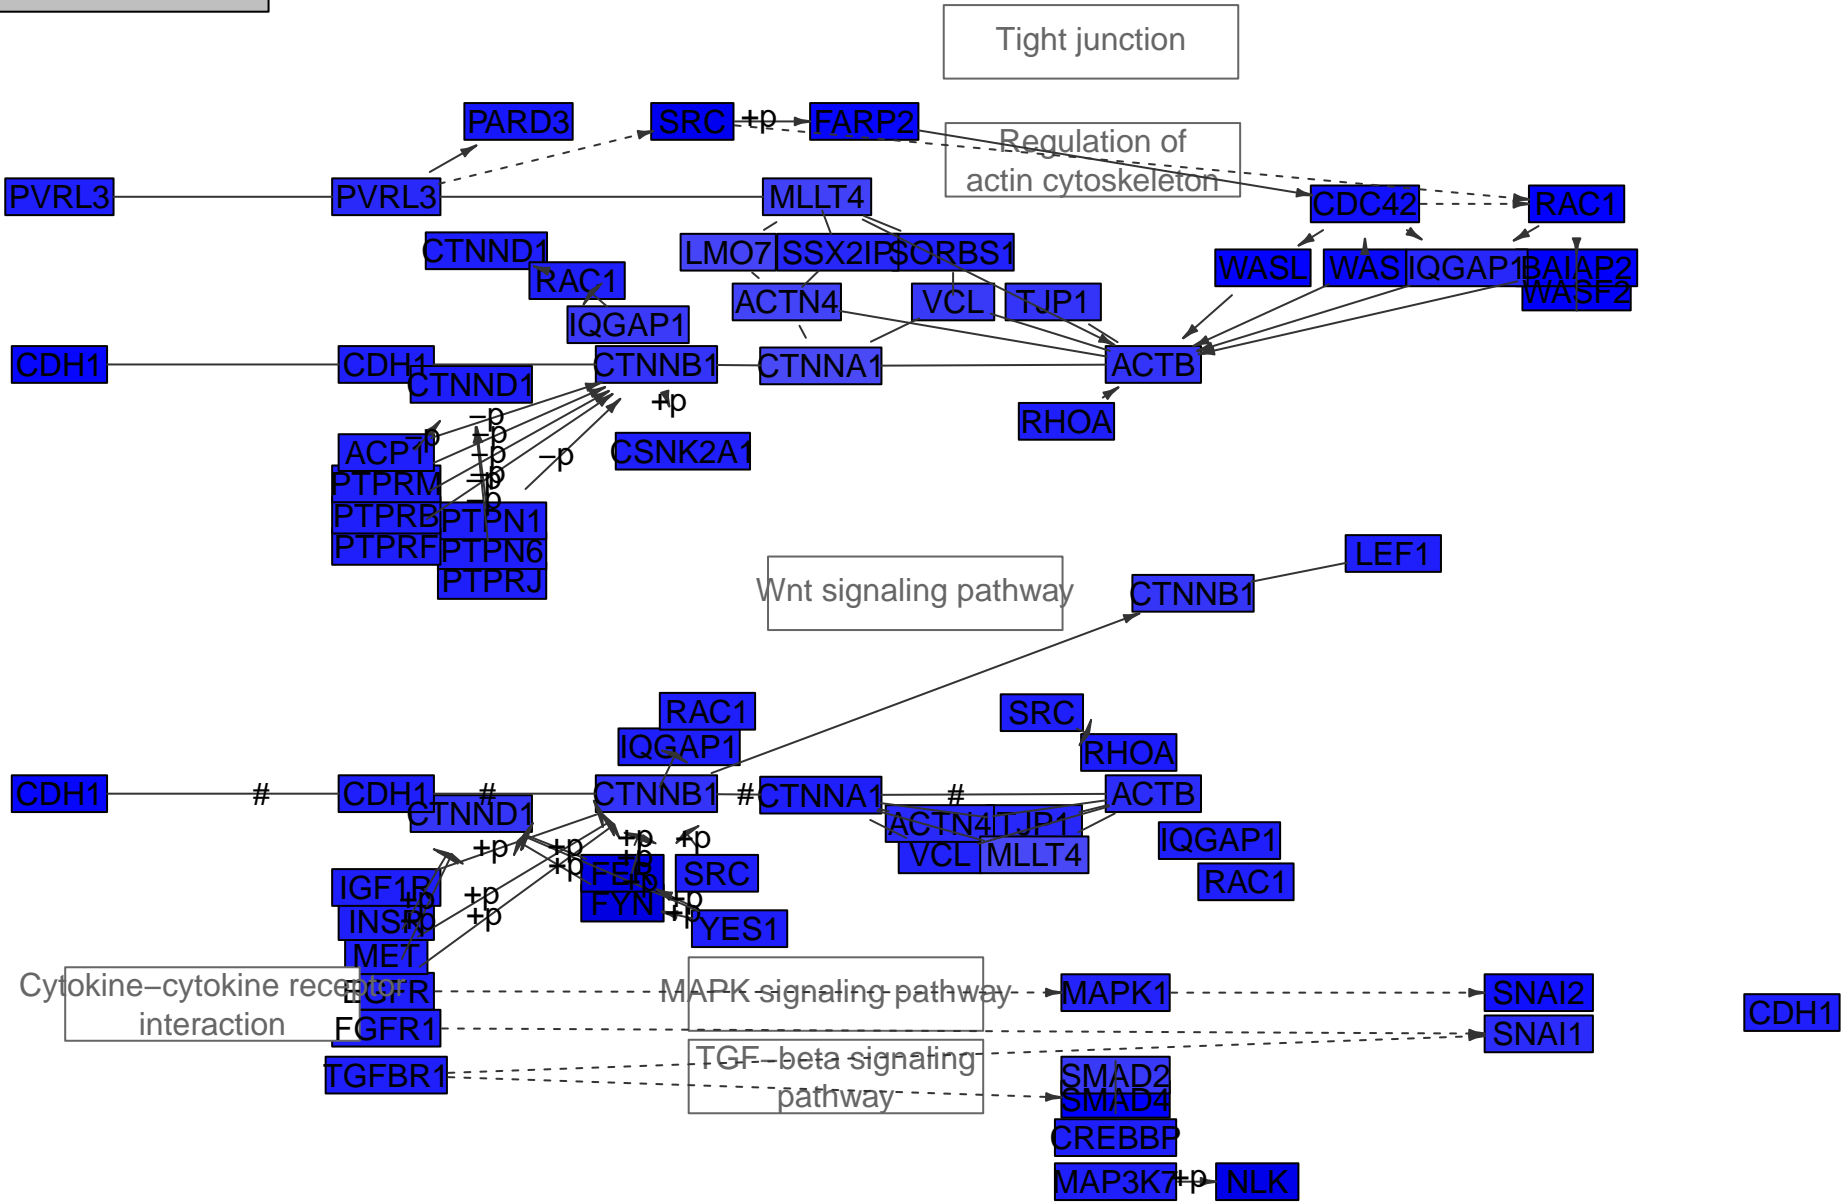 Tight junction
PARD3
SRC
+p
FARP2
Regulation of
actin cytoskeleton
PVRL3
PVRL3
MLLT4
CDC42
RAC1
CTNND1
LMO7
SSX2IP
SORBS1
WASL
WAS
IQGAP1
BAIAP2
WASF2
RAC1
ACTN4
VCL
TJP1
IQGAP1
CDH1
CDH1
CTNND1
CTNNB1
CTNNA1
ACTB
+p
RHOA
−p
−p
−p
−p
−p
−p
−p
−p
ACP1
CSNK2A1
PTPRM
PTPRB
PTPN1
PTPRF
PTPN6
PTPRJ
LEF1
Wnt signaling pathway
CTNNB1
RAC1
SRC
IQGAP1
RHOA
CDH1
#
CDH1
#
CTNNB1
#
CTNNA1
#
ACTB
CTNND1
ACTN4
TJP1
IQGAP1
+p
+p
+p
+p
VCL
MLLT4
+p
+p
FER
SRC
RAC1
IGF1R
+p
+p
+p
FYN
+p
INSR
+p
+p
+p
YES1
MET
Cytokine−cytokine receptor
interaction
EGFR
MAPK signaling pathway
MAPK1
SNAI2
CDH1
FGFR1
SNAI1
TGF−beta signaling
pathway
TGFBR1
SMAD2
SMAD4
CREBBP
MAP3K7
+p
NLK